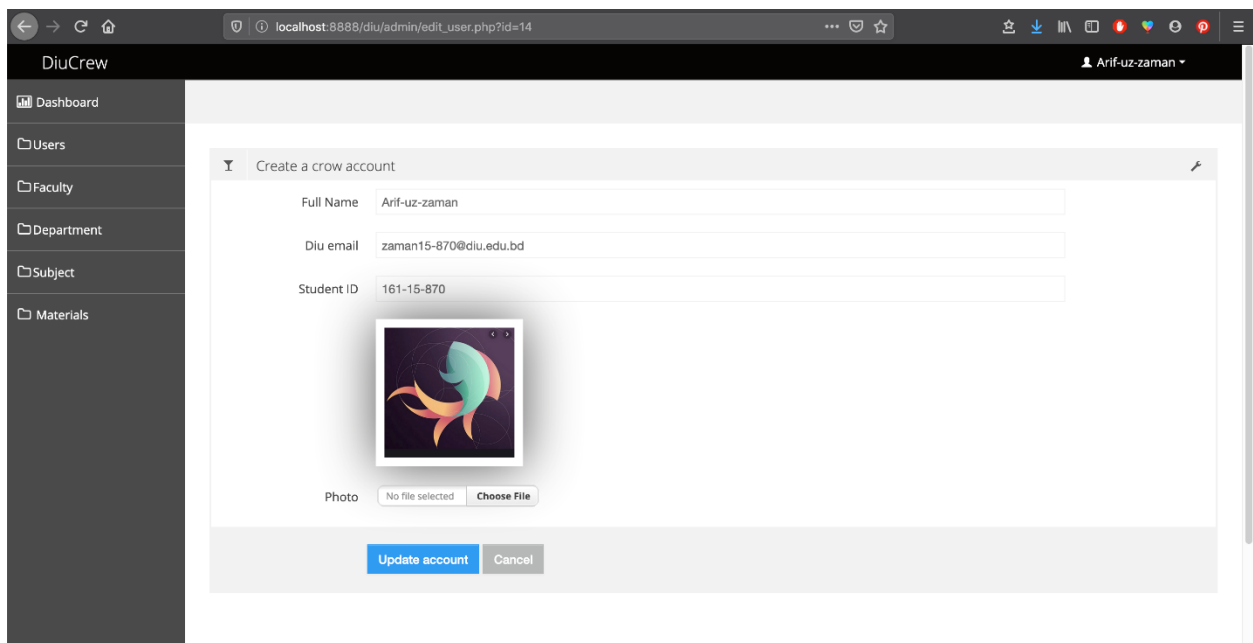 localhost:8888/diu/admin/edit_user.php?id=14
DiuCrew
Arif-uz-zaman
Dashboard
Users
Faculty
Department
Subject
Materials
Create a crow account
Full Name Arif-uz-zaman
Diu email zaman15-870@diu.edu.bd
Student ID 161-15-870
Photo No file selected Choose File
Update account Cancel